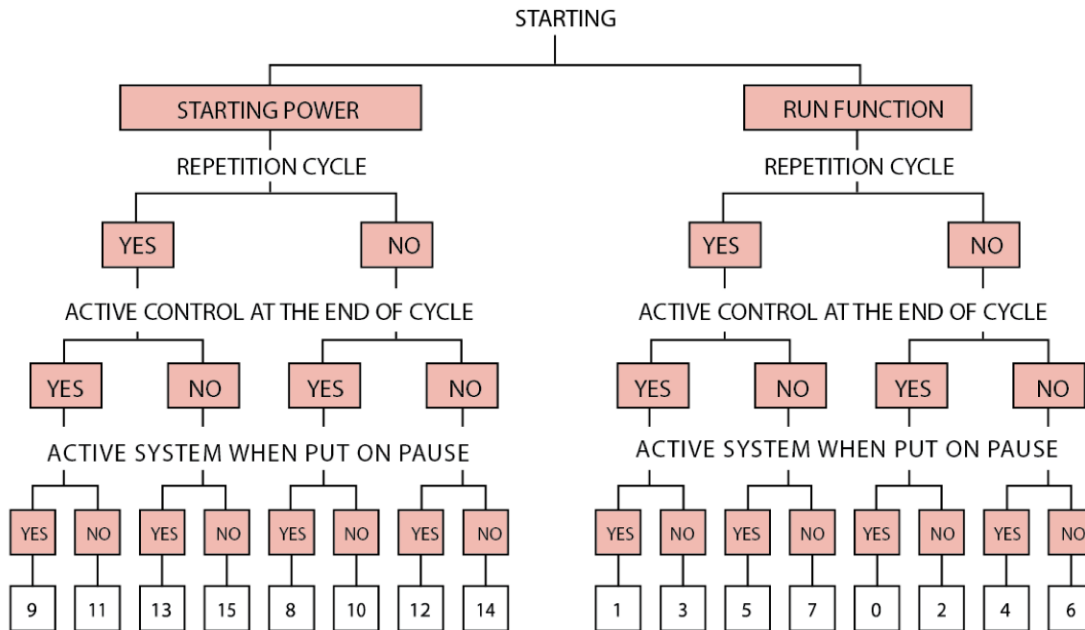 STARTING
STARTING POWER RUN FUNCTION
REPETITION CYCLE REPETITION CYCLE
YES NO YES NO
ACTIVE CONTROL AT THE END OF CYCLE ACTIVE CONTROL AT THE END OF CYCLE
YES NO YES NO YES NO YES NO
ACTIVE SYSTEM WHEN PUT ON PAUSE ACTIVE SYSTEM WHEN PUT ON PAUSE
YES NO YES NO YES NO YES NO YES NO YES NO YES NO YES NO
9 11 13 15 8 10 12 14 1 3 5 7 0 2 4 6